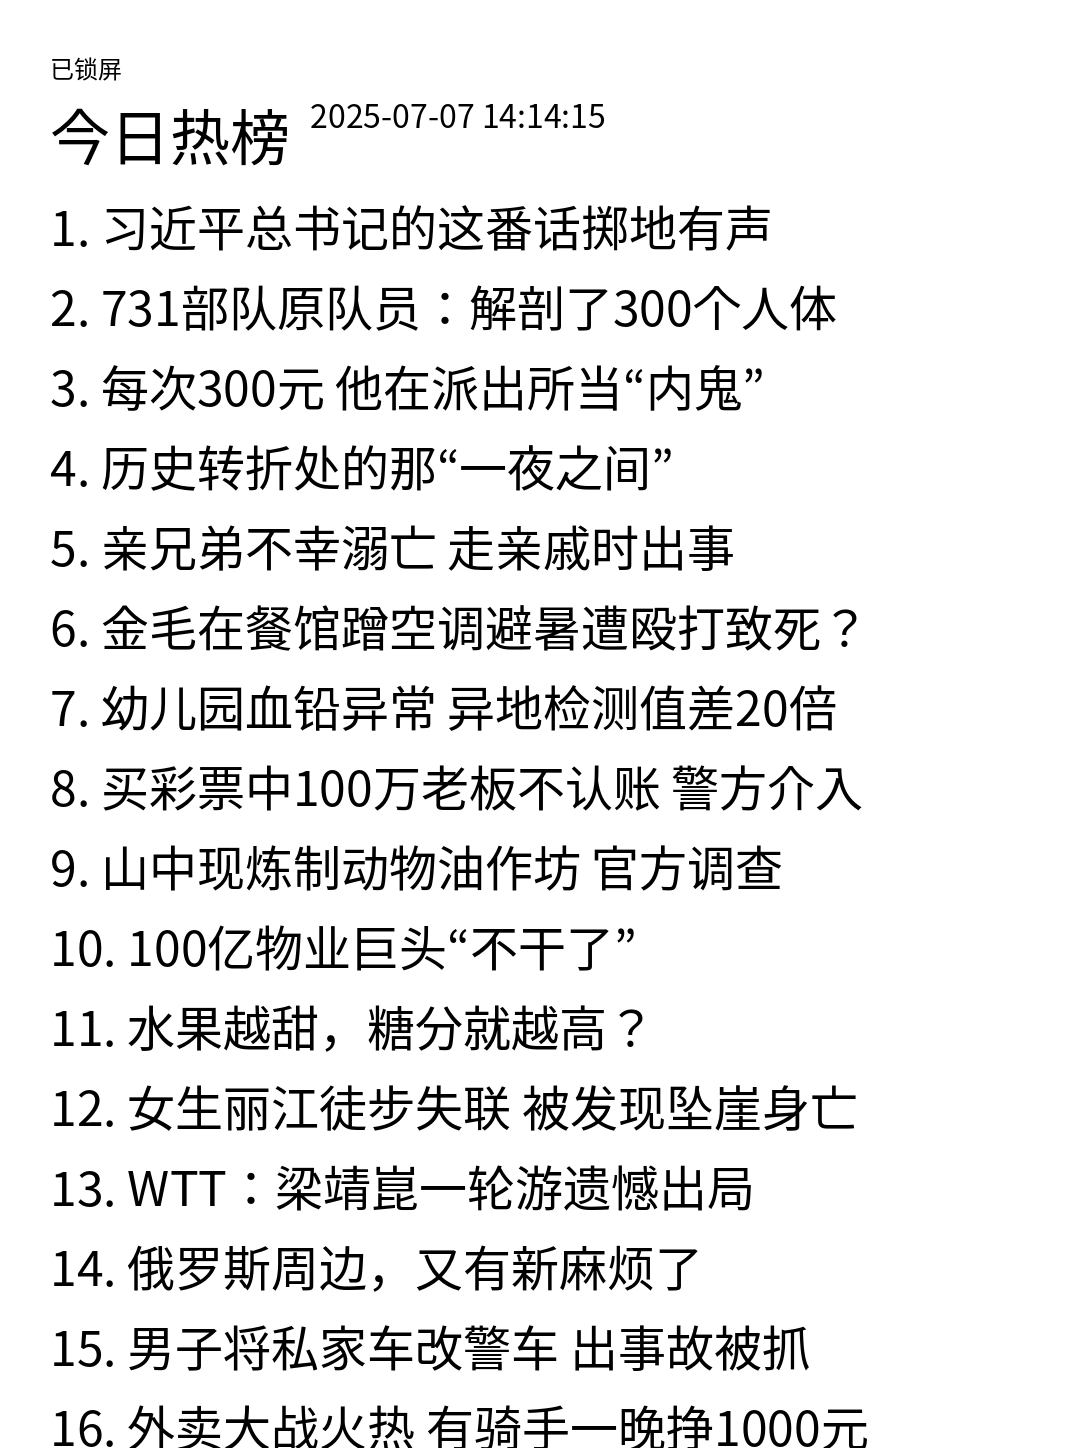 已锁屏
今日热榜 2025-07-07 14:14:15
1. 习近平总书记的这番话掷地有声
2. 731部队原队员：解剖了300个人体
3. 每次300元 他在派出所当“内鬼”
4. 历史转折处的那“一夜之间”
5. 亲兄弟不幸溺亡 走亲戚时出事
6. 金毛在餐馆蹭空调避暑遭殴打致死？
7. 幼儿园血铅异常 异地检测值差20倍
8. 买彩票中100万老板不认账 警方介入
9. 山中现炼制动物油作坊 官方调查
10. 100亿物业巨头“不干了”
11. 水果越甜，糖分就越高？
12. 女生丽江徒步失联 被发现坠崖身亡
13. WTT：梁靖崑一轮游遗憾出局
14. 俄罗斯周边，又有新麻烦了
15. 男子将私家车改警车 出事故被抓
16. 外卖大战火热 有骑手一晚挣1000元